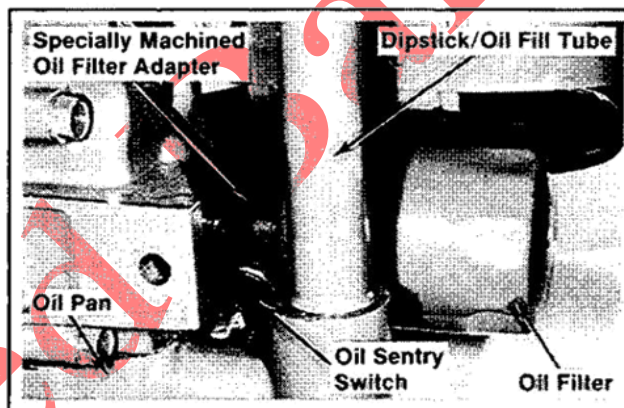 Specially Machined
Oil Filter Adapter
Dipstick/Oil Fill Tube
Oil Pan
Oil Sentry
Switch
Oil Filter